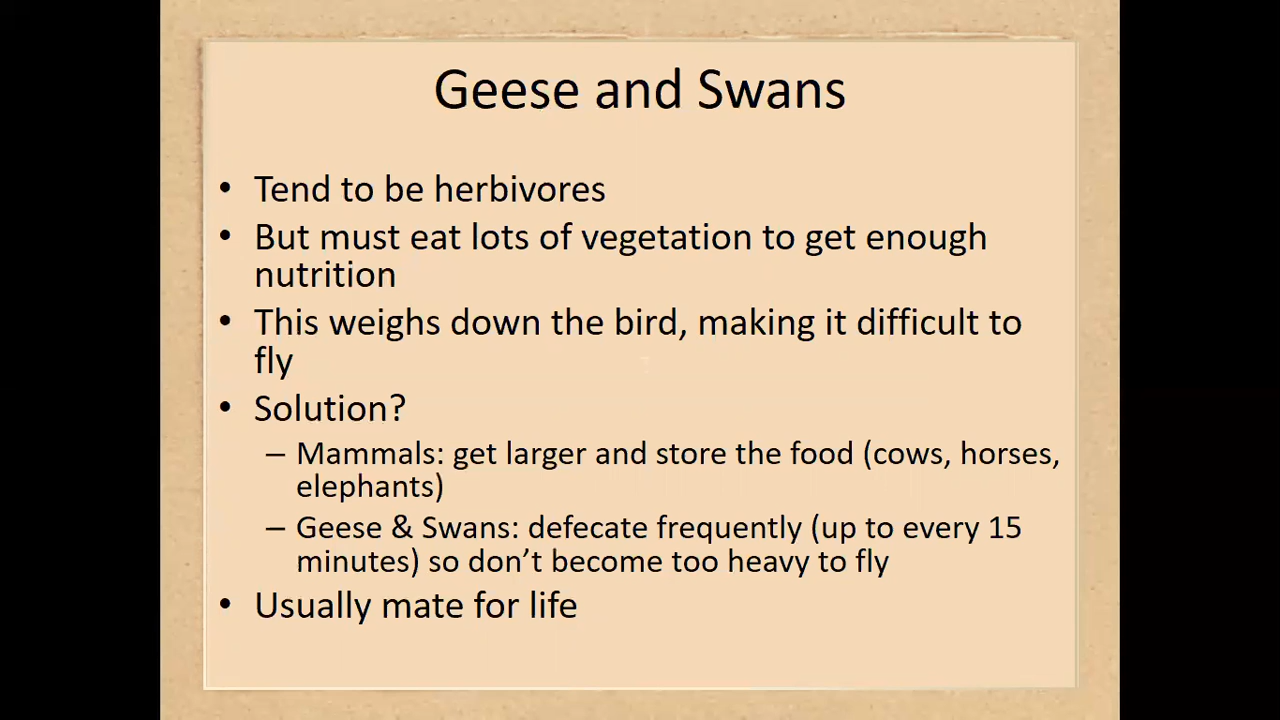 Geese and Swans
• Tend to be herbivores
• But must eat lots of vegetation to get enough
nutrition
• This weighs down the bird, making it difficult to
fly
• Solution?
– Mammals: get larger and store the food (cows, horses,
elephants)
– Geese & Swans: defecate frequently (up to every 15
minutes) so don’t become too heavy to fly
• Usually mate for life